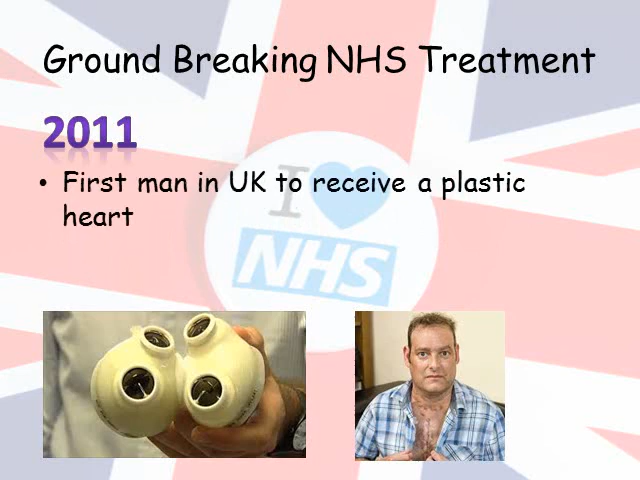 Ground Breaking NHS Treatment
2011
• First man in UK to receive a plastic
heart
I
NHS